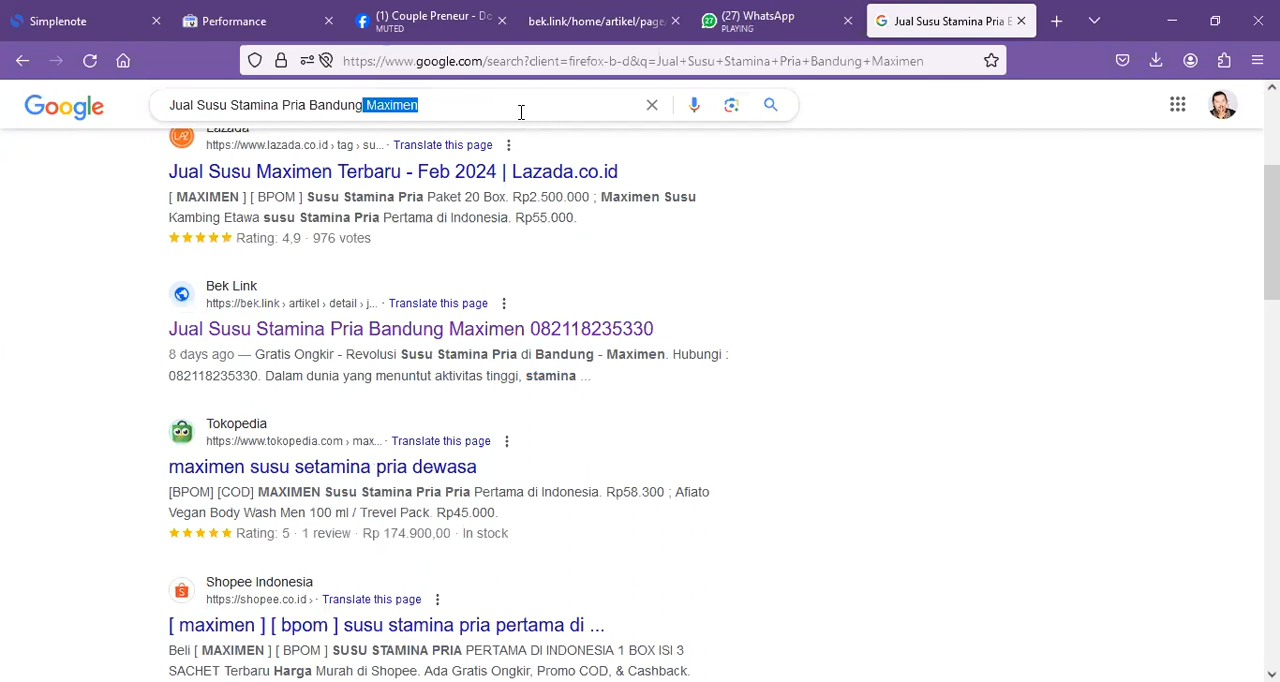 Simplenote
Performance
(1) Couple Preneur - Dc
MUTED
bek.link/home/artikel/page/
(27) WhatsApp
PLAYING
Jual Susu Stamina Pria B
https://www.google.com/search?client=firefox-b-d&q=Jual+Susu+Stamina+Pria+Bandung+Maximen
Google
Jual Susu Stamina Pria Bandung Maximen
Lazada
https://www.lazada.co.id › tag › su... · Translate this page
Jual Susu Maximen Terbaru - Feb 2024 | Lazada.co.id
[ MAXIMEN ] [ BPOM ] Susu Stamina Pria Paket 20 Box. Rp2.500.000 ; Maximen Susu
Kambing Etawa susu Stamina Pria Pertama di Indonesia. Rp55.000.
Rating: 4,9 · 976 votes
Bek Link
https://bek.link › artikel › detail › j... · Translate this page
Jual Susu Stamina Pria Bandung Maximen 082118235330
8 days ago — Gratis Ongkir - Revolusi Susu Stamina Pria di Bandung - Maximen. Hubungi :
082118235330. Dalam dunia yang menuntut aktivitas tinggi, stamina ...
Tokopedia
https://www.tokopedia.com › max... · Translate this page
maximen susu setamina pria dewasa
[BPOM] [COD] MAXIMEN Susu Stamina Pria Pria Pertama di Indonesia. Rp58.300 ; Afiato
Vegan Body Wash Men 100 ml / Trevel Pack. Rp45.000.
Rating: 5 · 1 review · Rp 174.900,00 · In stock
Shopee Indonesia
https://shopee.co.id › · Translate this page
[ maximen ] [ bpom ] susu stamina pria pertama di ...
Beli [ MAXIMEN ] [ BPOM ] SUSU STAMINA PRIA PERTAMA DI INDONESIA 1 BOX ISI 3
SACHET Terbaru Harga Murah di Shopee. Ada Gratis Ongkir, Promo COD, & Cashback.